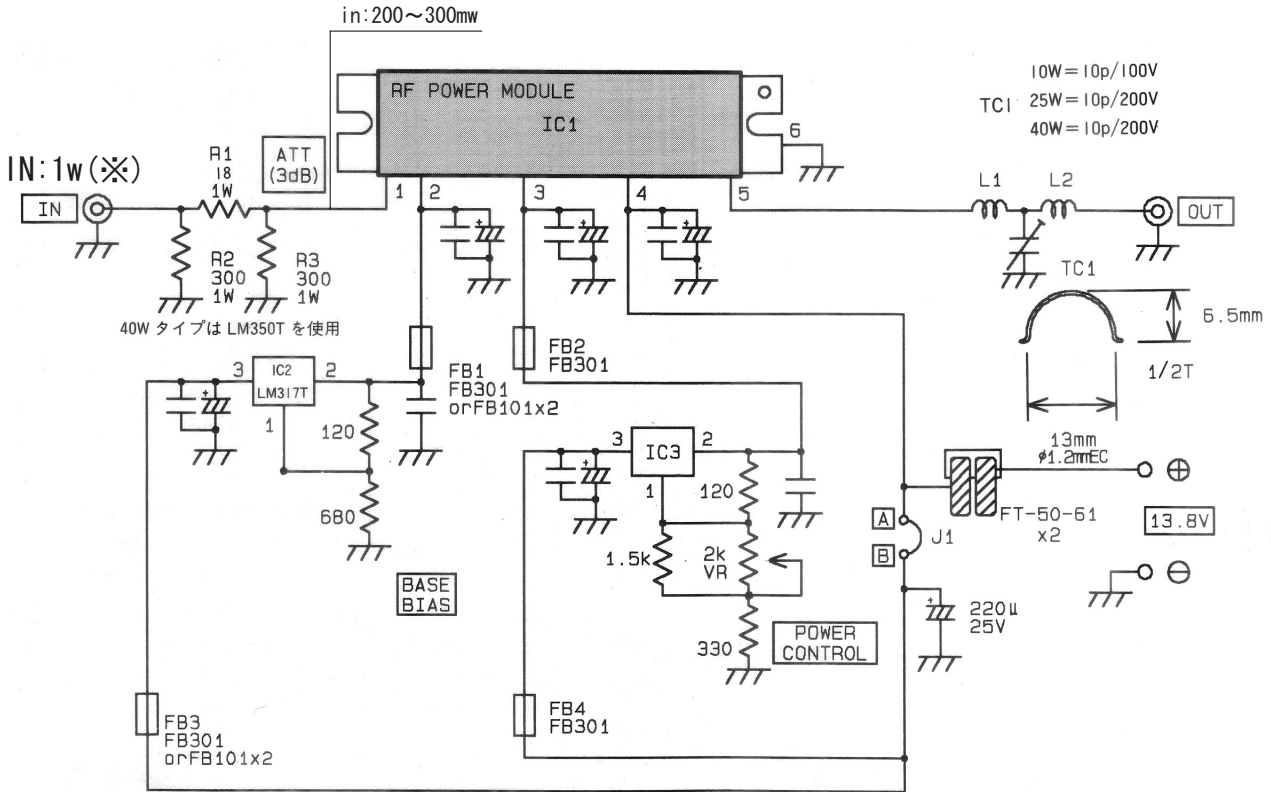 in:200～300mw
RF POWER MODULE
IC1
10W=10p/100V
TC1 25W=10p/200V
40W=10p/200V
6
IN:1w(※)
IN
R1
18
1W
ATT
(3dB)
1
2
3
4
5
L1
L2
OUT
R2
300
1W
R3
300
1W
TC1
40W タイプは LM350T を使用
6.5mm
1/2T
13mm
φ1.2mmEC
3
IC2
LM317T
2
1
120
680
FB1
FB301
orFB101x2
FB2
FB301
3
IC3
2
1
120
1.5k
2k
VR
330
BASE
BIAS
POWER
CONTROL
A
B
J1
FT-50-61
x2
⊕
13.8V
⊖
220μ
25V
FB3
FB301
orFB101x2
FB4
FB301
+
+
+
+
+
+